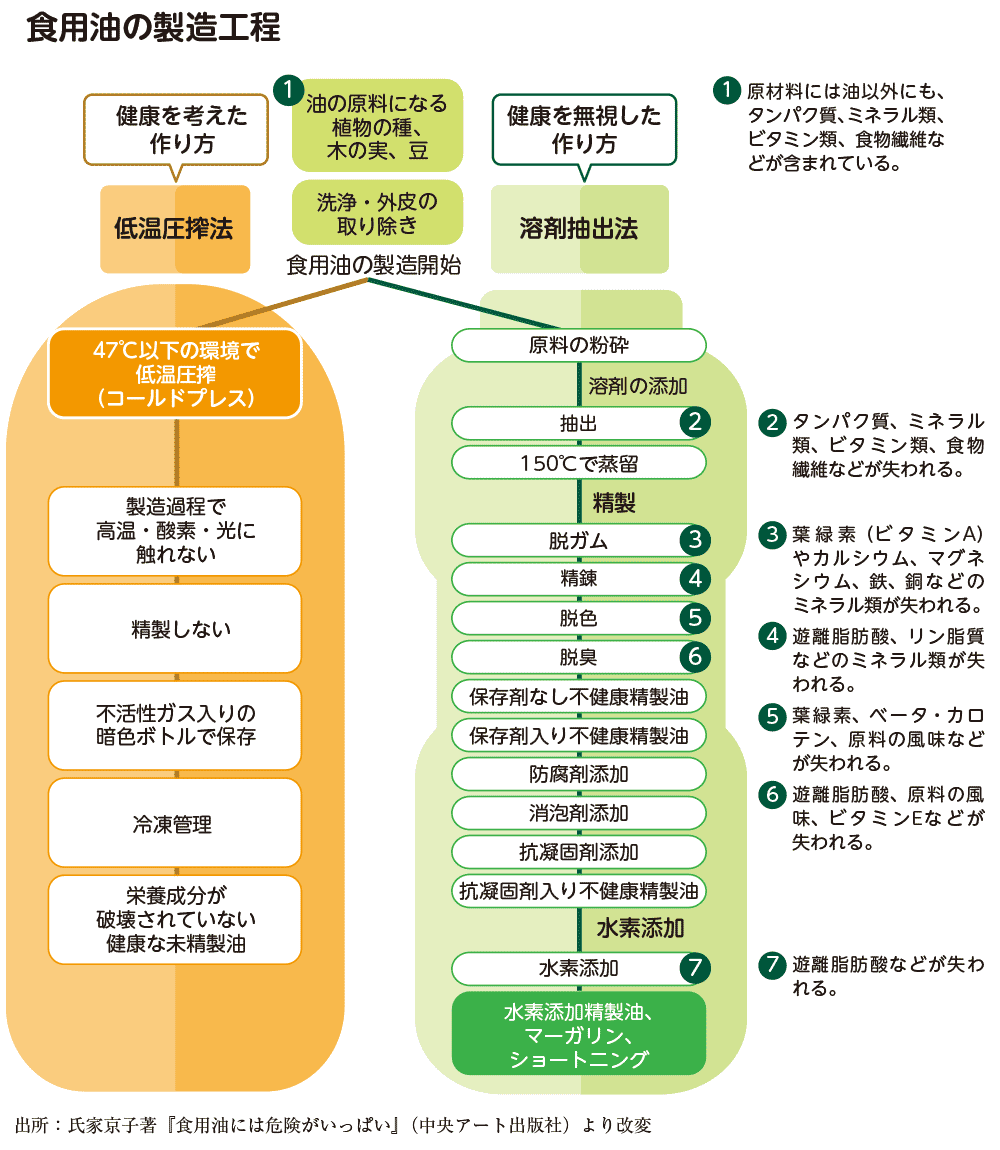 食用油の製造工程
健康を考えた
作り方
1
油の原料になる
植物の種、
木の実、豆
健康を無視した
作り方
1 原材料には油以外にも、
タンパク質、ミネラル類、
ビタミン類、食物繊維な
どが含まれている。
低温圧搾法
洗浄・外皮の
取り除き
溶剤抽出法
食用油の製造開始
47℃以下の環境で
低温圧搾
（コールドプレス）
製造過程で
高温・酸素・光に
触れない
精製しない
不活性ガス入りの
暗色ボトルで保存
冷凍管理
栄養成分が
破壊されていない
健康な未精製油
原料の粉砕
溶剤の添加
抽出 2
150℃で蒸留
精製
脱ガム 3
精錬 4
脱色 5
脱臭 6
保存剤なし不健康精製油
保存剤入り不健康精製油
防腐剤添加
消泡剤添加
抗凝固剤添加
抗凝固剤入り不健康精製油
水素添加
水素添加 7
水素添加精製油、
マーガリン、
ショートニング
2 タンパク質、ミネラル
類、ビタミン類、食物
繊維などが失われる。
3 葉緑素（ビタミンA）
やカルシウム、マグネ
シウム、鉄、銅などの
ミネラル類が失われる。
4 遊離脂肪酸、リン脂質
などのミネラル類が失
われる。
5 葉緑素、ベータ・カロ
テン、原料の風味など
が失われる。
6 遊離脂肪酸、原料の風
味、ビタミンEなどが
失われる。
7 遊離脂肪酸などが失わ
れる。
出所：氏家京子著『食用油には危険がいっぱい』（中央アート出版社）より改変